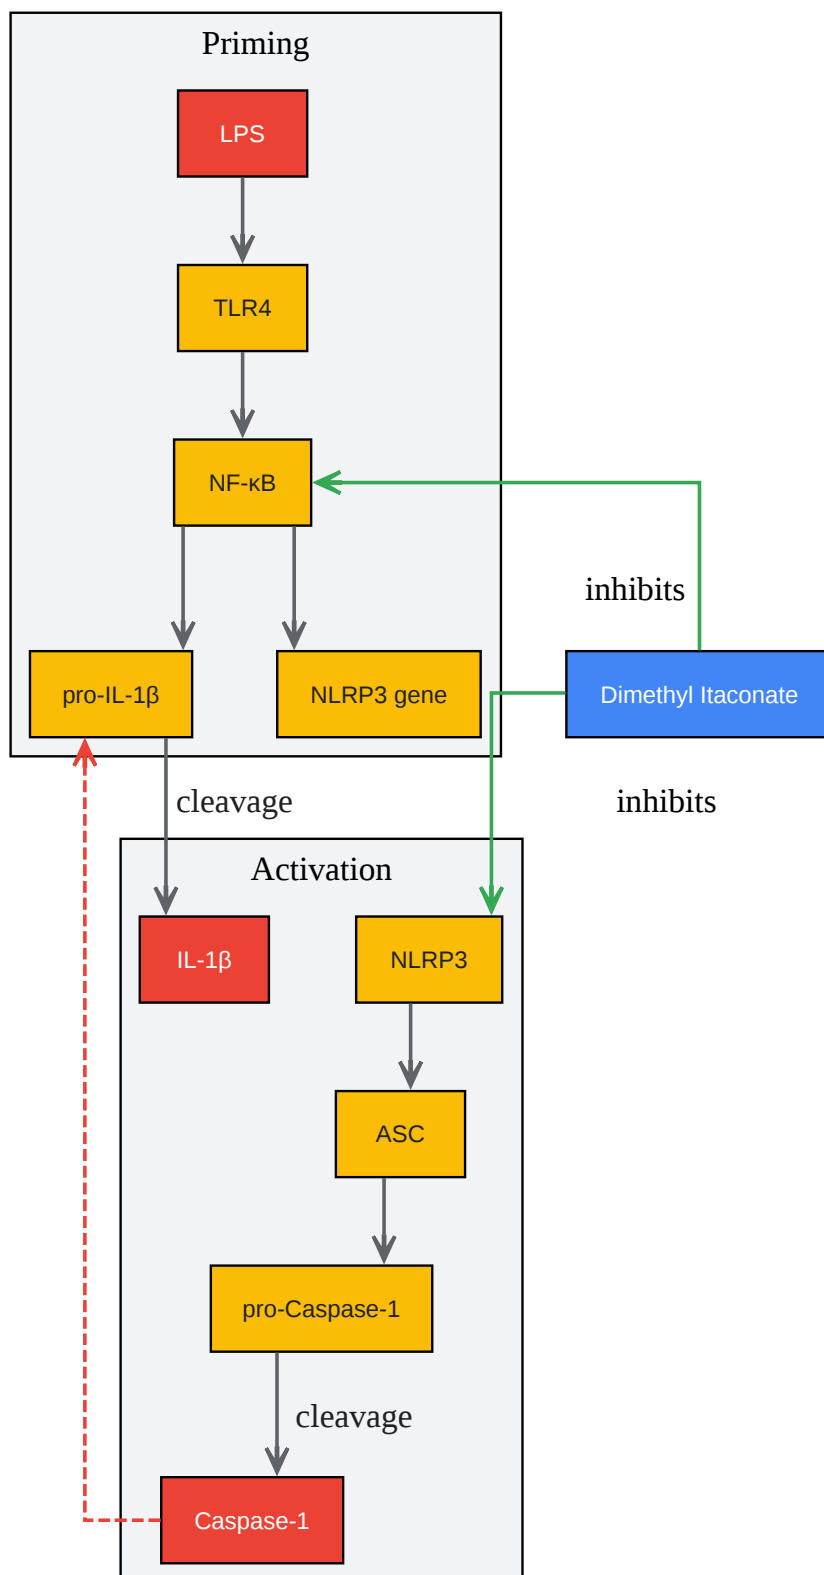 Priming
LPS
TLR4
NF-κB
inhibits
pro-IL-1β
NLRP3 gene
Dimethyl Itaconate
cleavage
inhibits
Activation
IL-1β
NLRP3
ASC
pro-Caspase-1
cleavage
Caspase-1